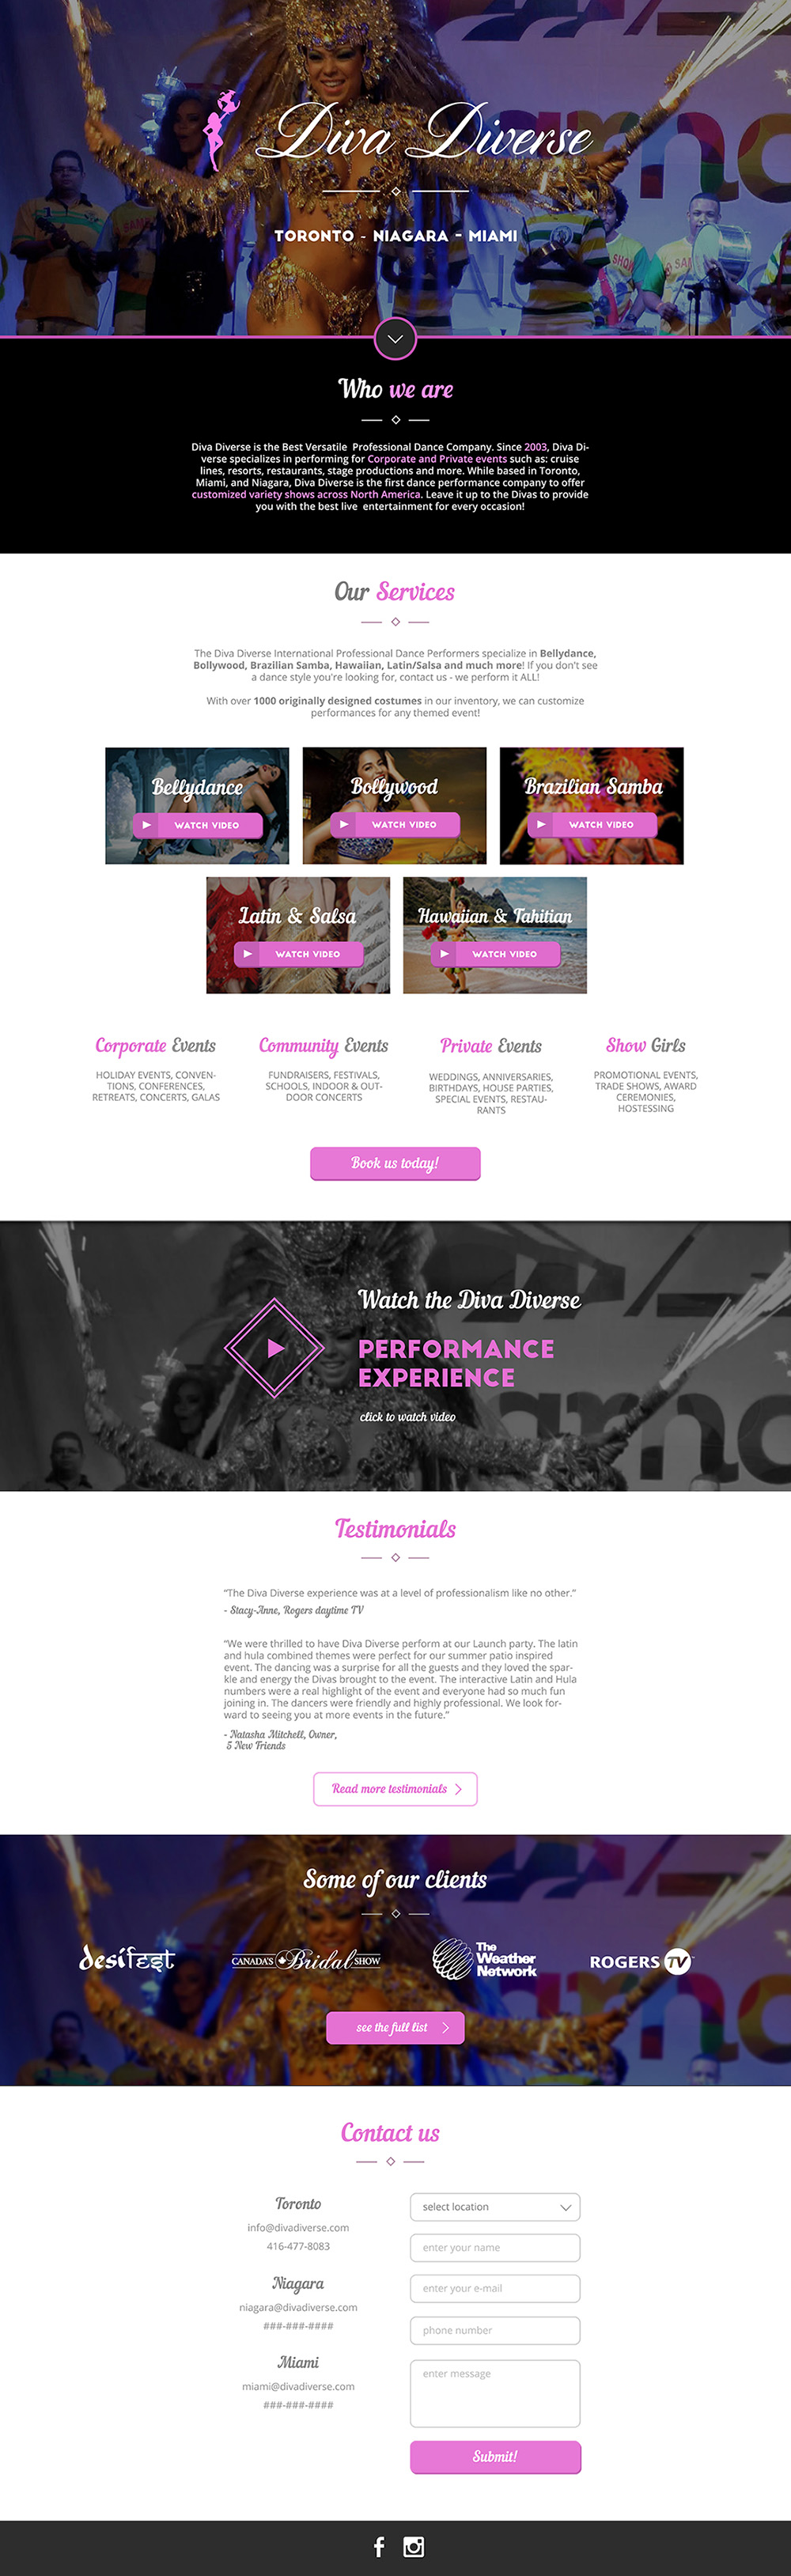 Diva Diverse
TORONTO - NIAGARA - MIAMI
Who we are
Diva Diverse is the Best Versatile Professional Dance Company. Since 2003, Diva Di-
verse specializes in performing for Corporate and Private events such as: cruise
lines, resorts, restaurants, stage productions and more. While based in Toronto,
Miami, and Niagara, Diva Diverse is the first dance performance company to offer
customized variety shows across North America. Leave it up to the Divas to provide
you with the best live entertainment for every occasion!
Our Services
The Diva Diverse International Professional Dance Performers specialize in Bellydance,
Bollywood, Brazilian Samba, Hawaiian, Latin/Salsa and much more! If you don't see
a dance style you're looking for, contact us - we perform it ALL!
With over 1000 originally designed costumes in our inventory, we can customize
performances for any themed event!
Bellydance
WATCH VIDEO
Bollywood
WATCH VIDEO
Brazilian Samba
WATCH VIDEO
Latin & Salsa
WATCH VIDEO
Hawaiian & Tahitian
WATCH VIDEO
Corporate Events
HOLIDAY EVENTS, CONVEN-
TIONS, CONFERENCES,
RETREATS, CONCERTS, GALAS
Community Events
FUNDRAISERS, FESTIVALS,
SCHOOLS, INDOOR & OUT-
DOOR CONCERTS
Private Events
WEDDINGS, ANNIVERSARIES,
BIRTHDAYS, HOUSE PARTIES,
SPECIAL EVENTS, RESTAU-
RANTS
Show Girls
PROMOTIONAL EVENTS,
TRADE SHOWS, AWARD
CEREMONIES,
HOSTESSING
Book us today!
Watch the Diva Diverse
PERFORMANCE
EXPERIENCE
click to watch video
Testimonials
“The Diva Diverse experience was at a level of professionalism like no other.”
- Stacy-Anne, Rogers daytime TV
“We were thrilled to have Diva Diverse perform at our Launch party. The latin
and hula combined themes were perfect for our summer patio inspired
event. The dancing was a surprise for all the guests and they loved the spar-
kle and energy the Divas brought to the event. The interactive Latin and Hula
numbers were a real highlight of the event and everyone had so much fun
joining in. The dancers were friendly and highly professional. We look for-
ward to seeing you at more events in the future.”
- Natasha Mitchell, Owner,
5 New Friends
Read more testimonials
Some of our clients
desifest
CANADA'S Bridal SHOW
The
Weather
Network
ROGERS TV
see the full list
Contact us
Toronto
info@divadiverse.com
416-477-8083
Niagara
niagara@divadiverse.com
###-###-####
Miami
miami@divadiverse.com
###-###-####
select location
enter your name
enter your e-mail
phone number
enter message
Submit!